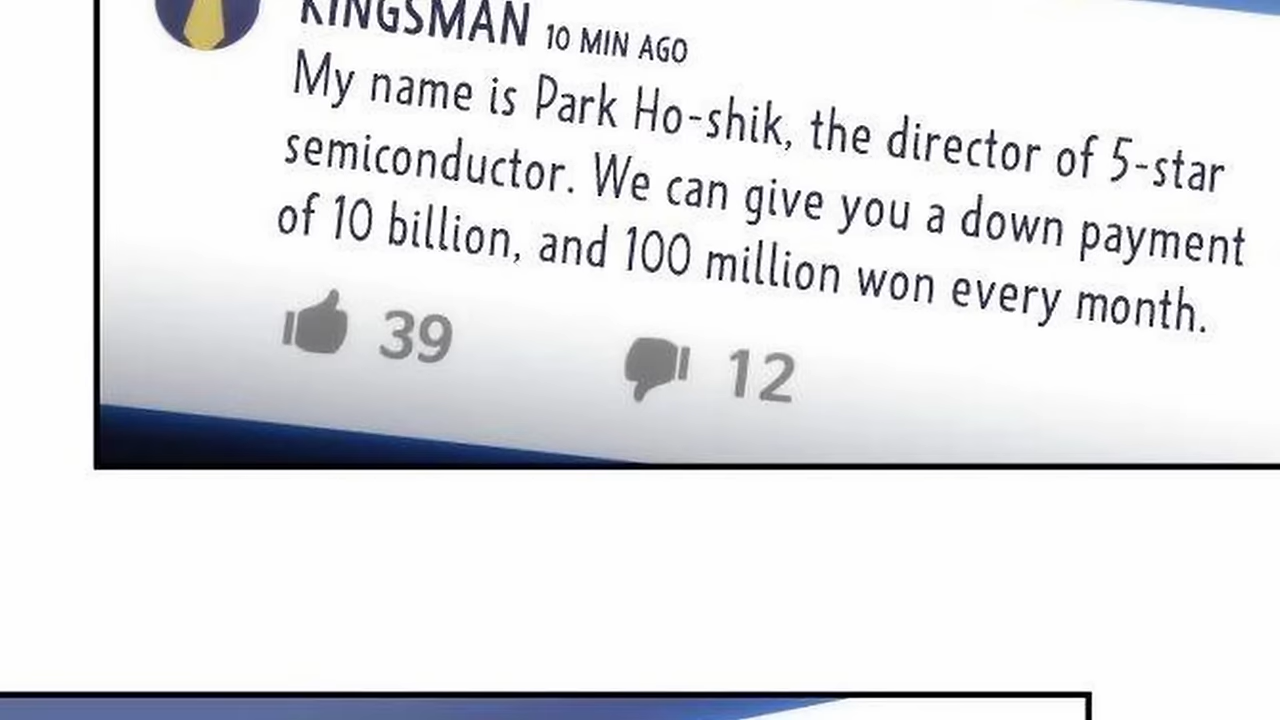 KINGSMAN 10 MIN AGO
My name is Park Ho-shik, the director of 5-star
semiconductor. We can give you a down payment
of 10 billion, and 100 million won every month.
39 12